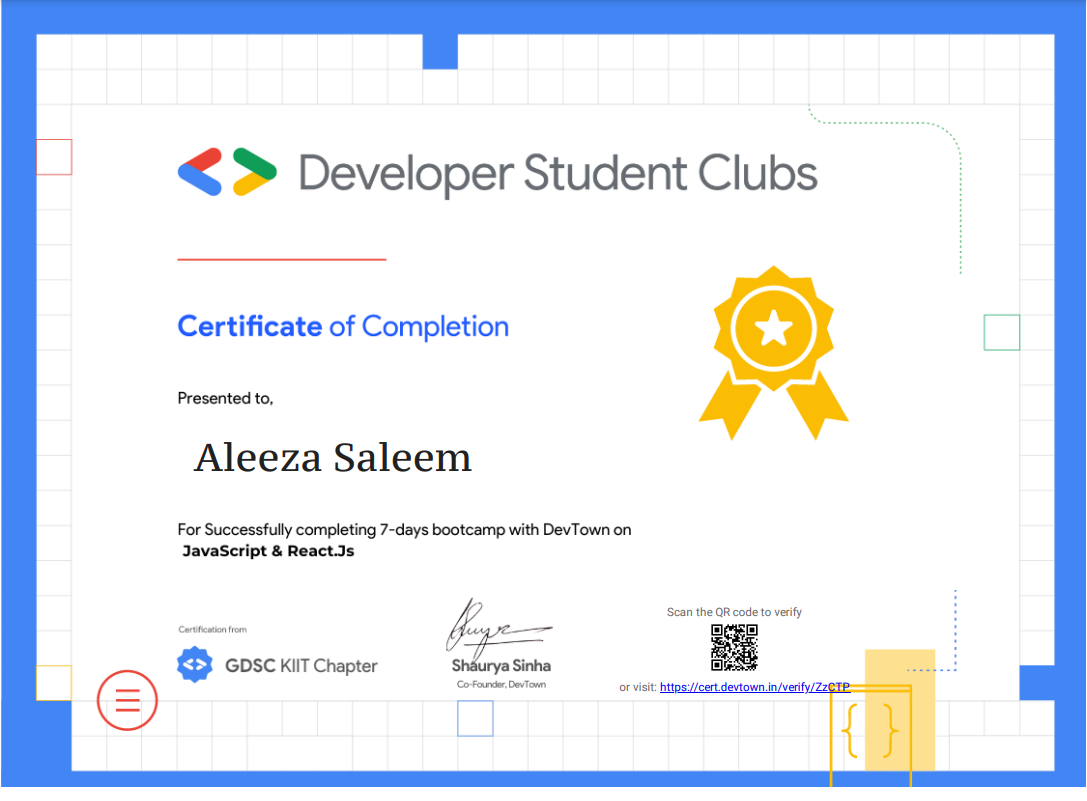 Developer Student Clubs
Certificate of Completion
Presented to,
Aleeza Saleem
For Successfully completing 7-days bootcamp with DevTown on
JavaScript & React.Js
Certification from
GDSC KIIT Chapter
Shaurya Sinha
Co-Founder, DevTown
Scan the QR code to verify
or visit: https://cert.devtown.in/verify/ZzCTP
{ }